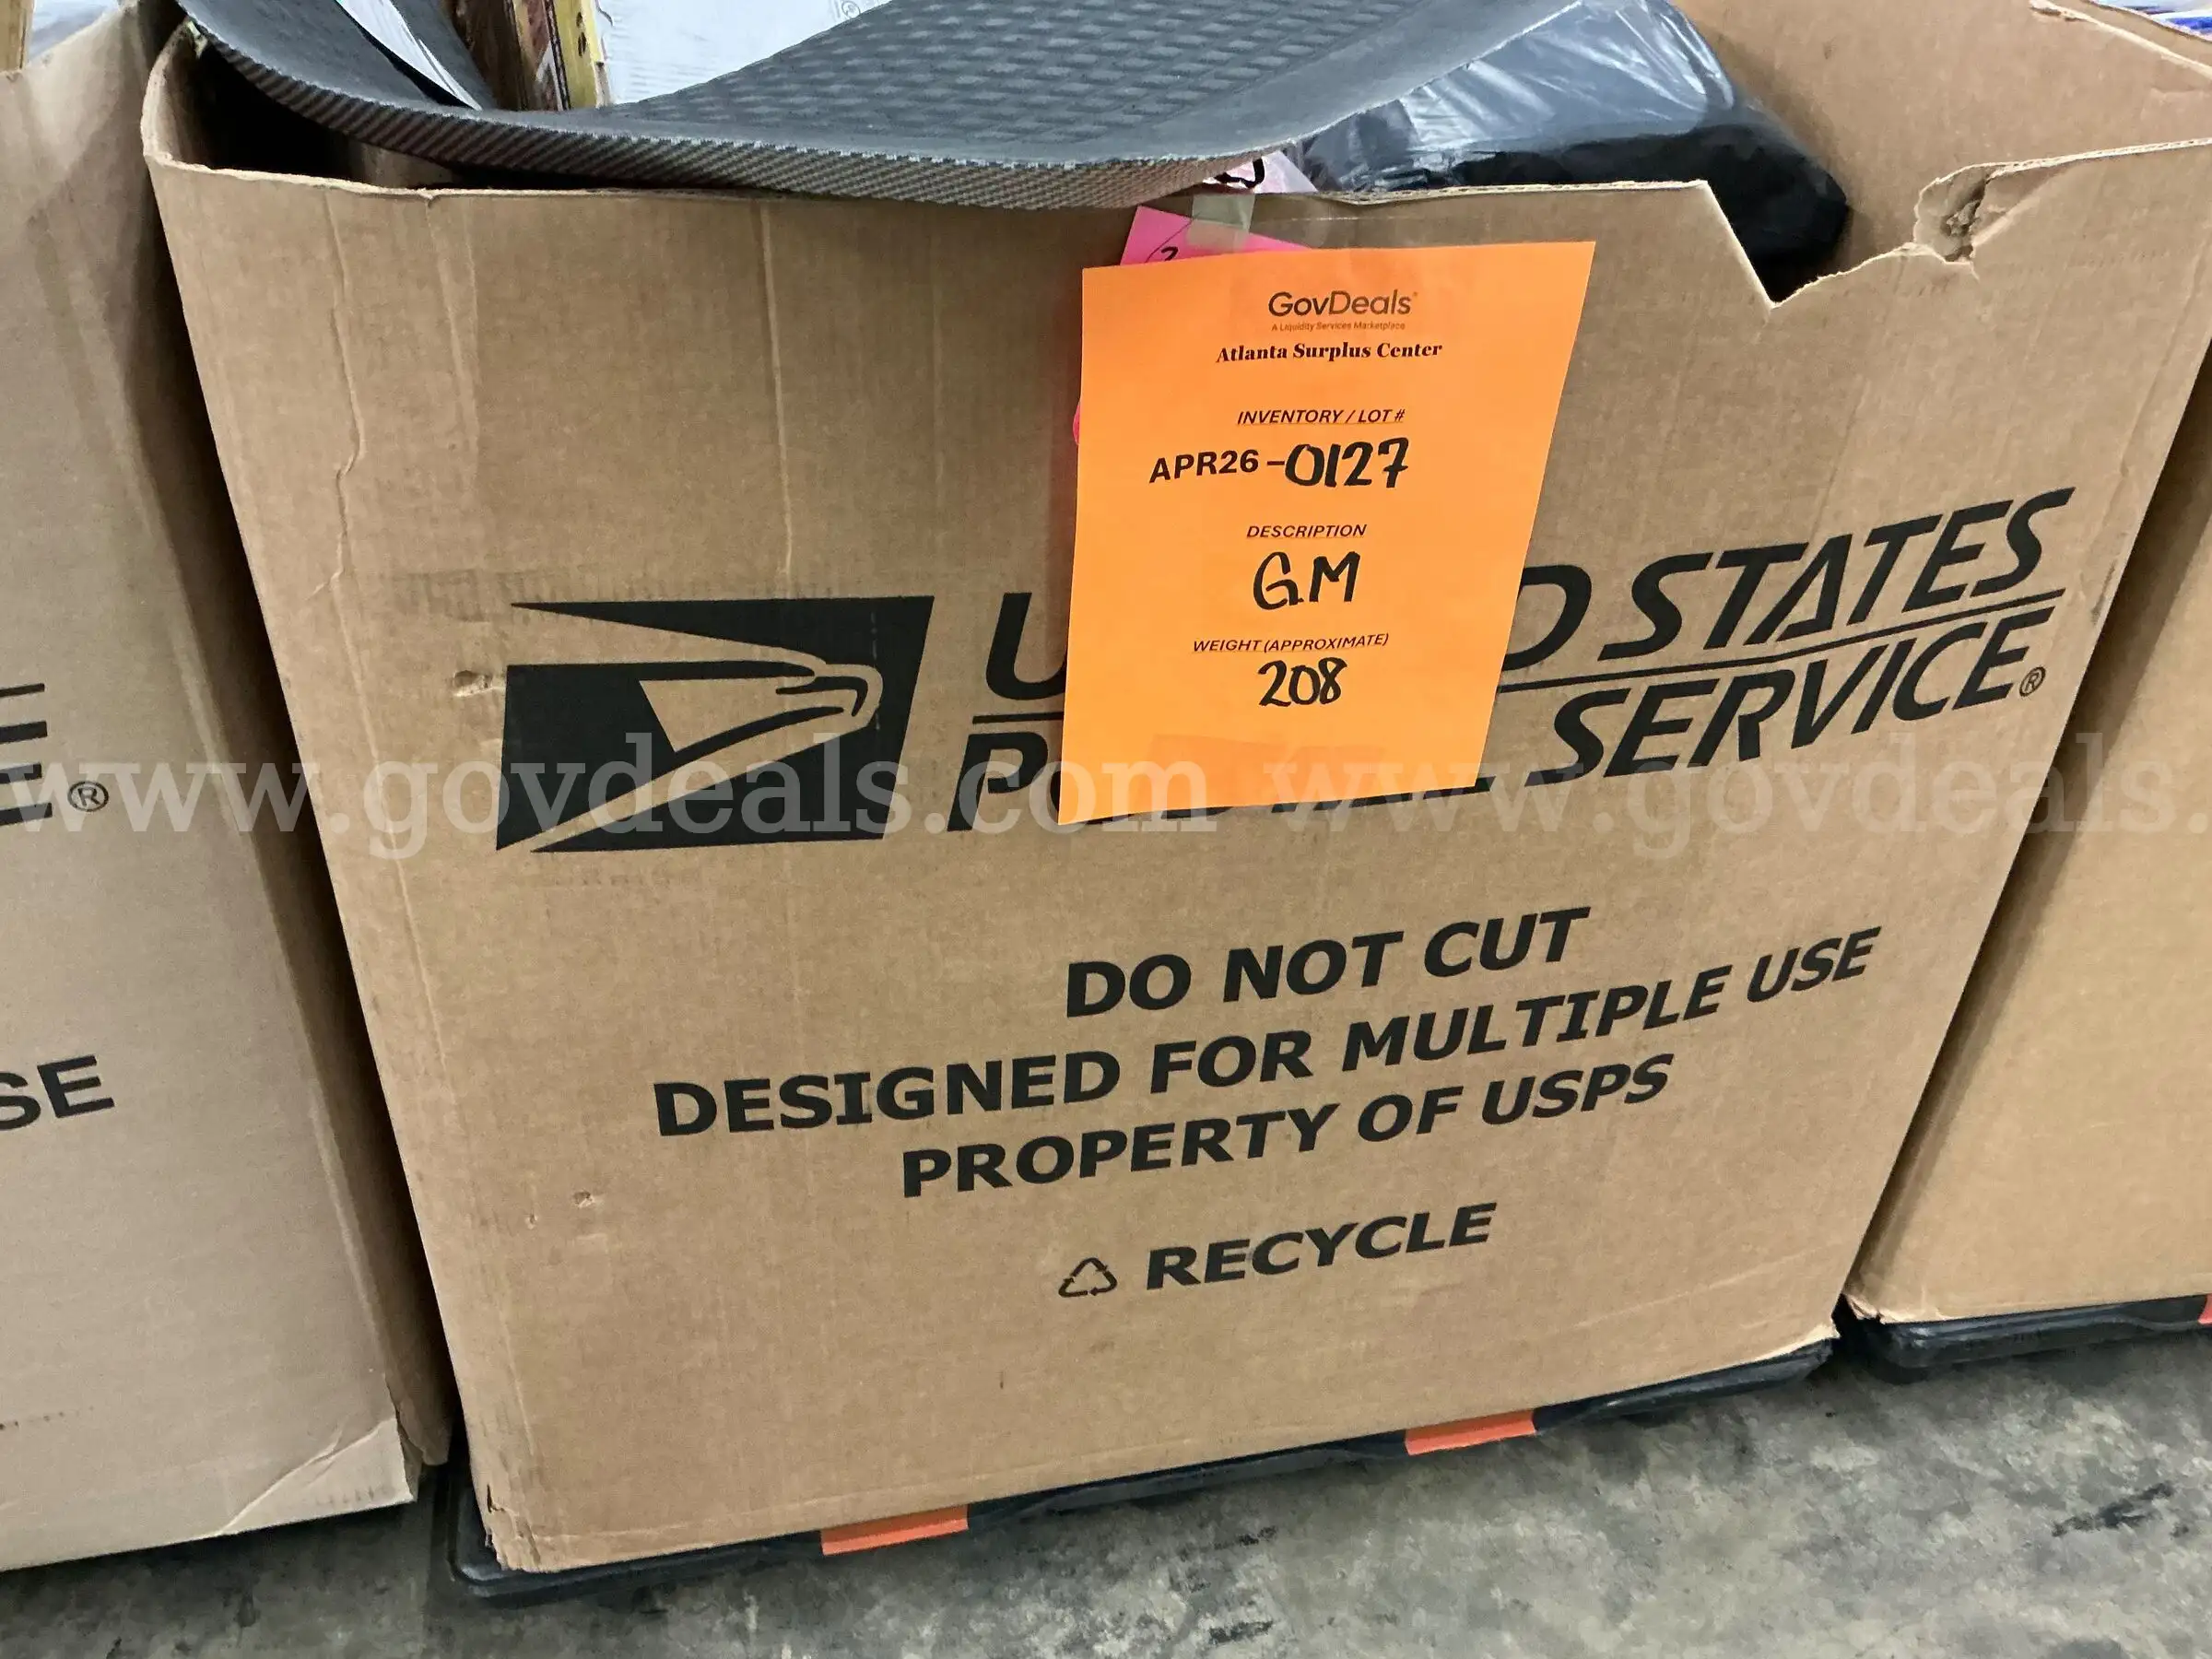 2
GovDeals
A Liquidity Services Marketplace
Atlanta Surplus Center
INVENTORY / LOT #
APR26-0127
DESCRIPTION
GM
WEIGHT (APPROXIMATE)
208
U D STATES
P L SERVICE®
E
E®
www.govdeals.com www.govdeals.
DO NOT CUT
DESIGNED FOR MULTIPLE USE
PROPERTY OF USPS
RECYCLE
SE